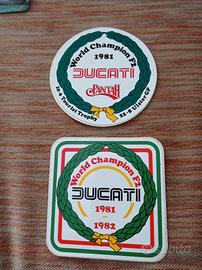 World Champion F2
1981
DUCATI
PANTAH
22-6 Tourist Trophy
22-8 Ulster GP
World Champion F2
DUCATI
1981
–
1982
subito